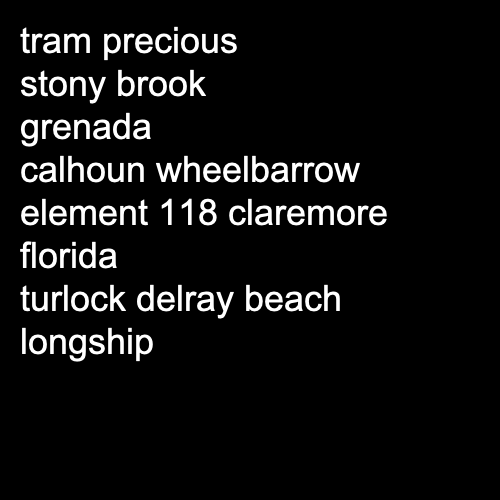 tram precious
stony brook
grenada
calhoun wheelbarrow
element 118 claremore
florida
turlock delray beach
longship